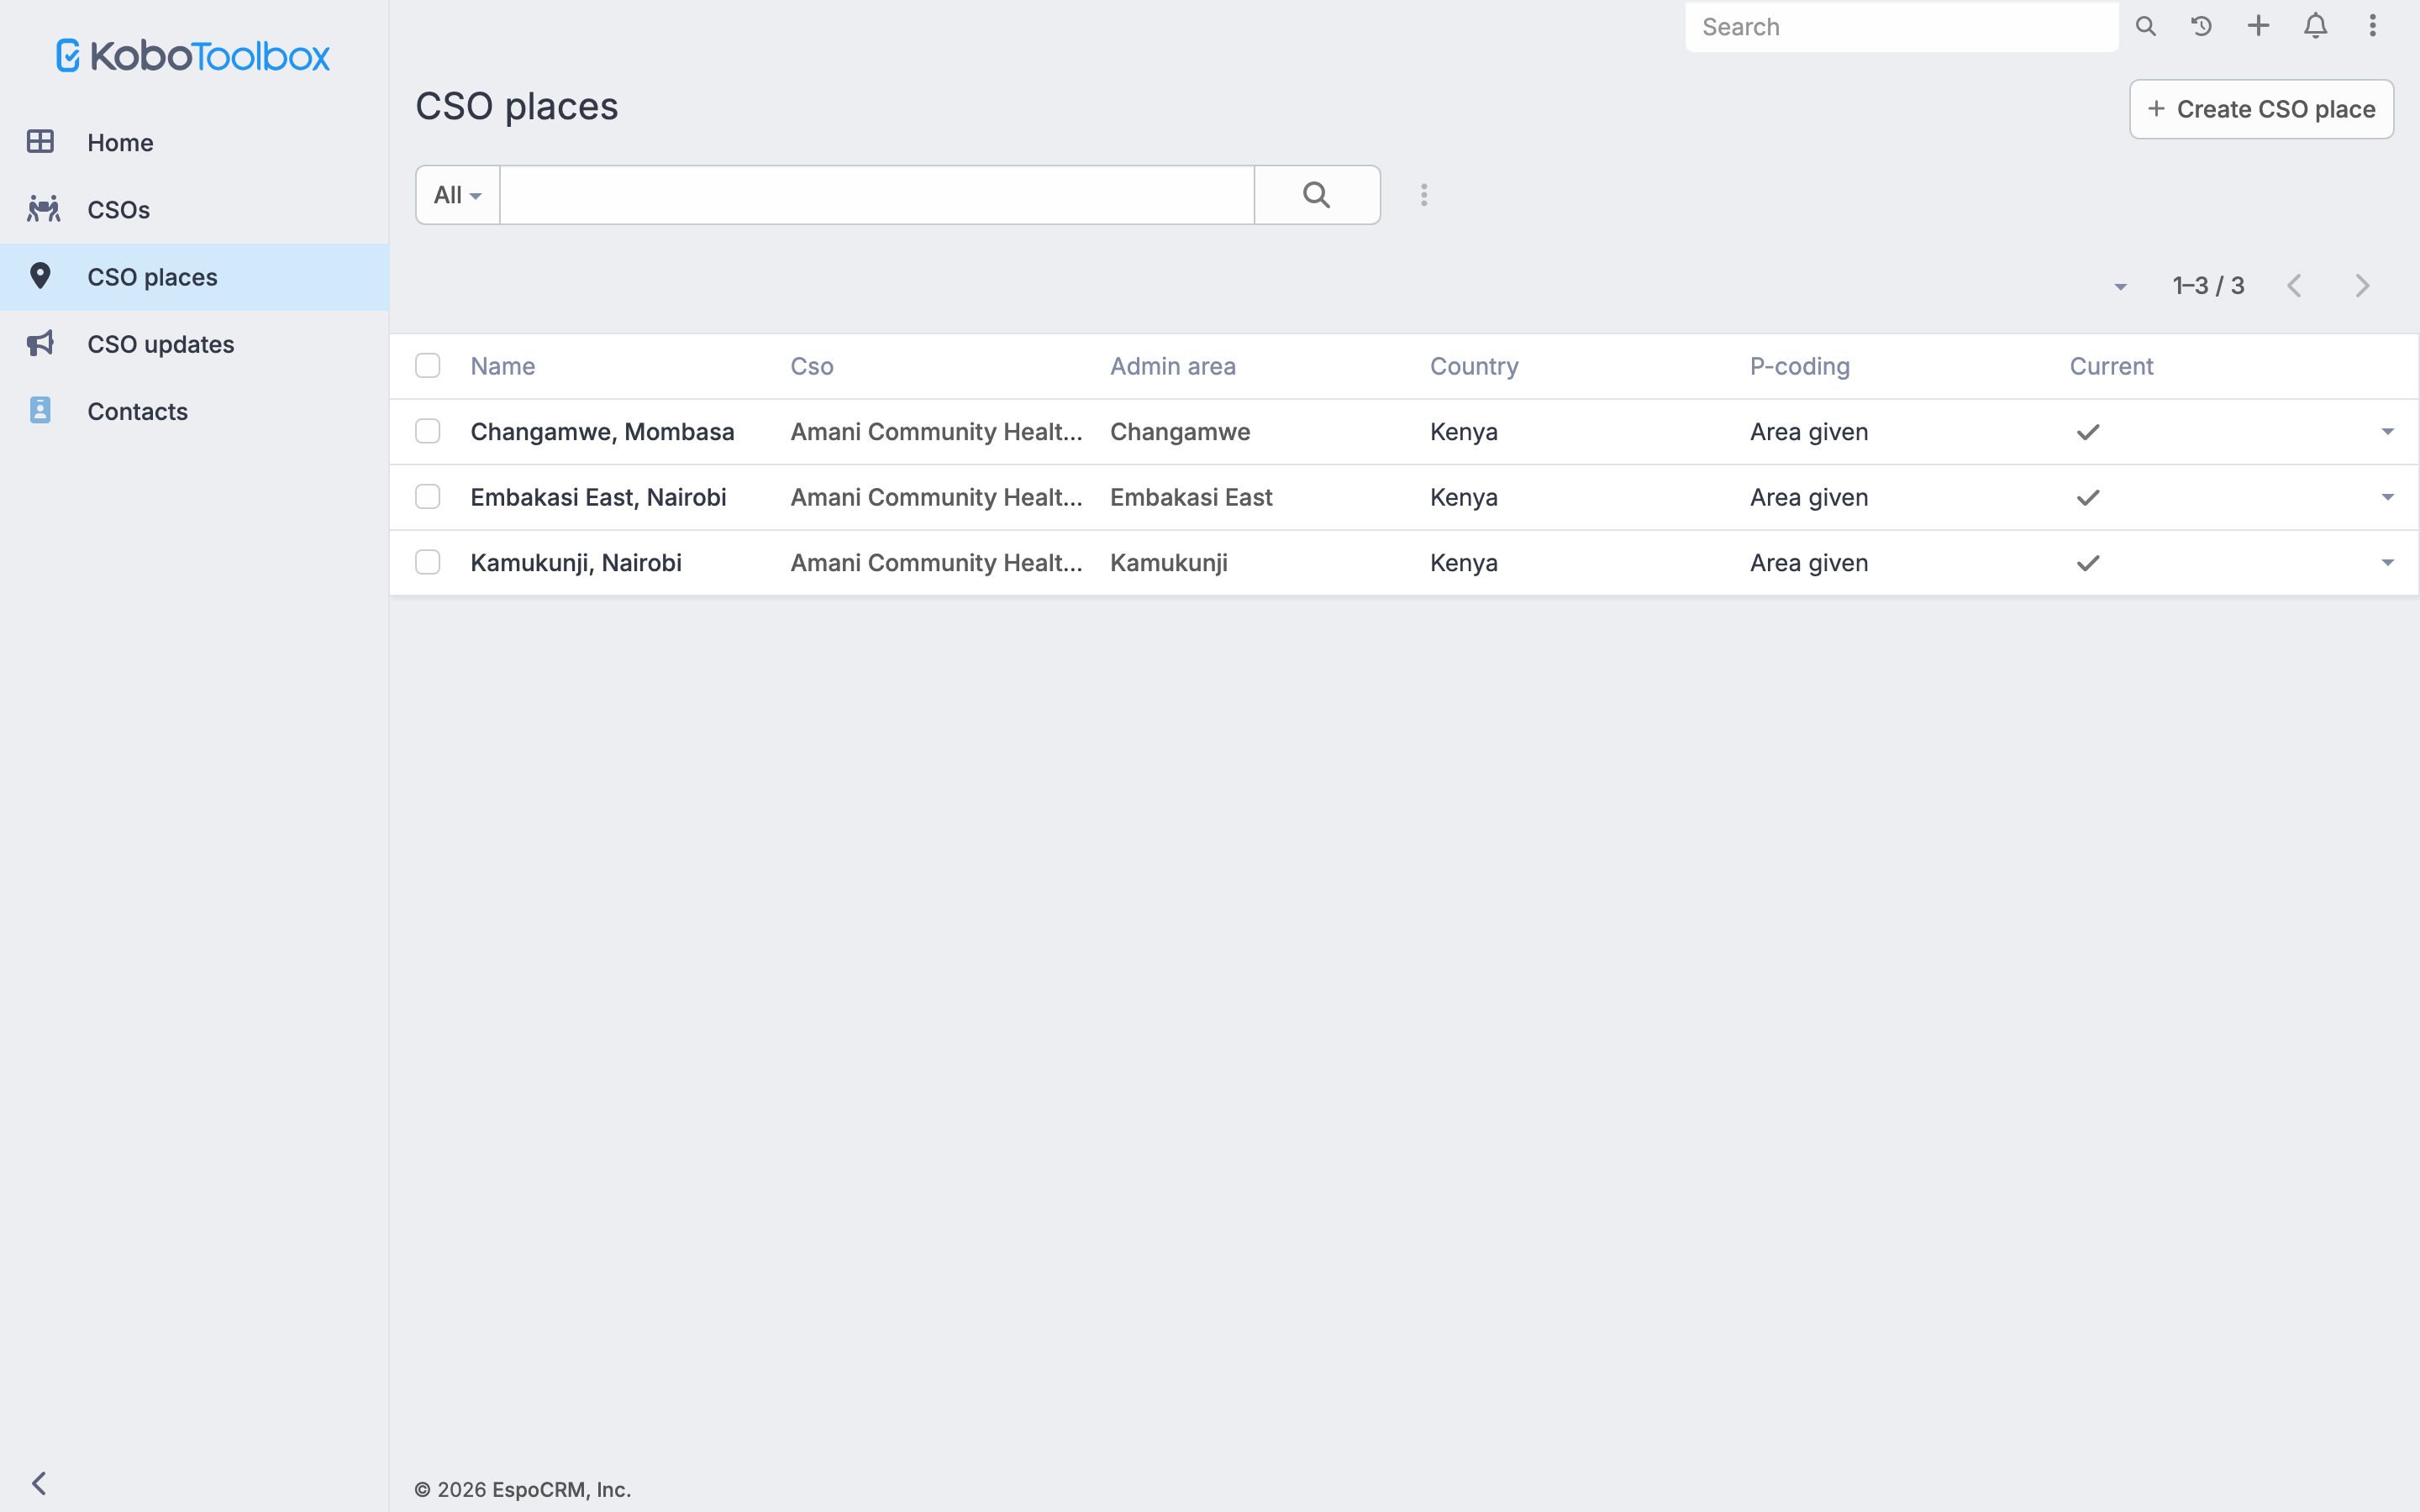 KoboToolbox
Search
Home
CSOs
CSO places
CSO updates
Contacts
CSO places
+ Create CSO place
All
1–3 / 3
Name Cso Admin area Country P-coding Current
Changamwe, Mombasa Amani Community Healt... Changamwe Kenya Area given
Embakasi East, Nairobi Amani Community Healt... Embakasi East Kenya Area given
Kamukunji, Nairobi Amani Community Healt... Kamukunji Kenya Area given
© 2026 EspoCRM, Inc.